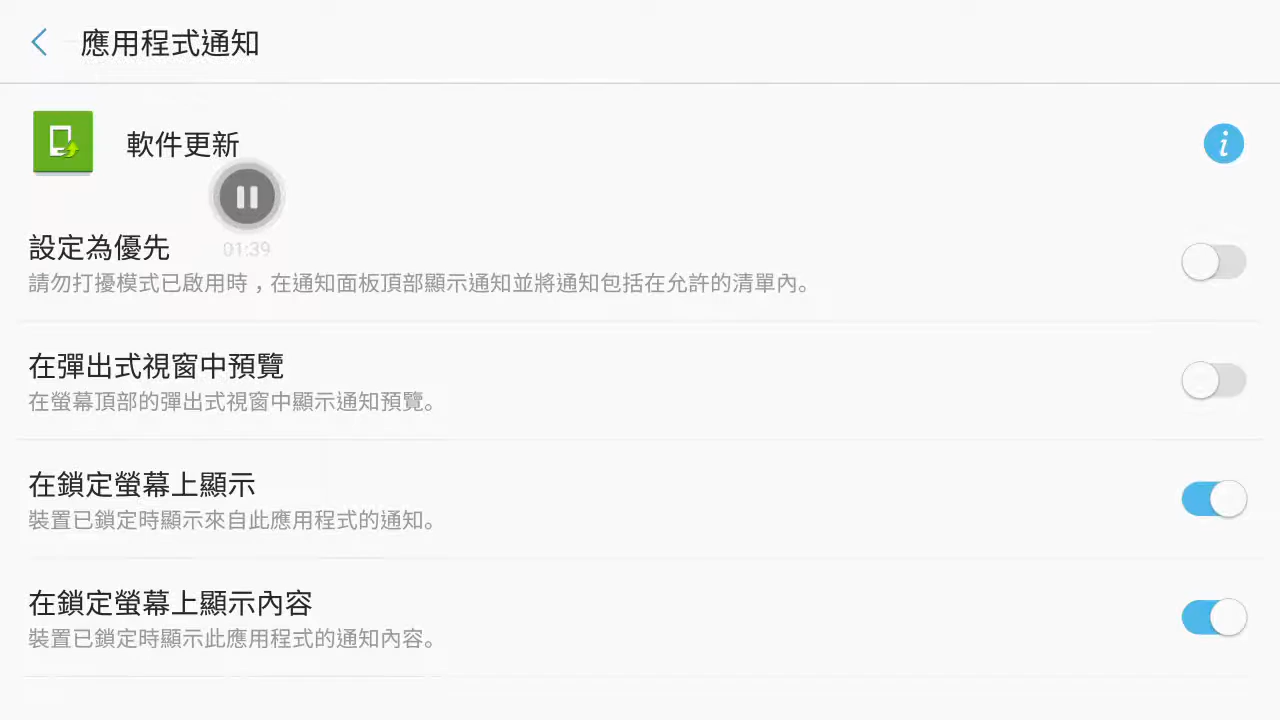 應用程式通知
軟件更新
01:39
設定為優先
請勿打擾模式已啟用時，在通知面板頂部顯示通知並將通知包括在允許的清單內。
在彈出式視窗中預覽
在螢幕頂部的彈出式視窗中顯示通知預覽。
在鎖定螢幕上顯示
裝置已鎖定時顯示來自此應用程式的通知。
在鎖定螢幕上顯示內容
裝置已鎖定時顯示此應用程式的通知內容。